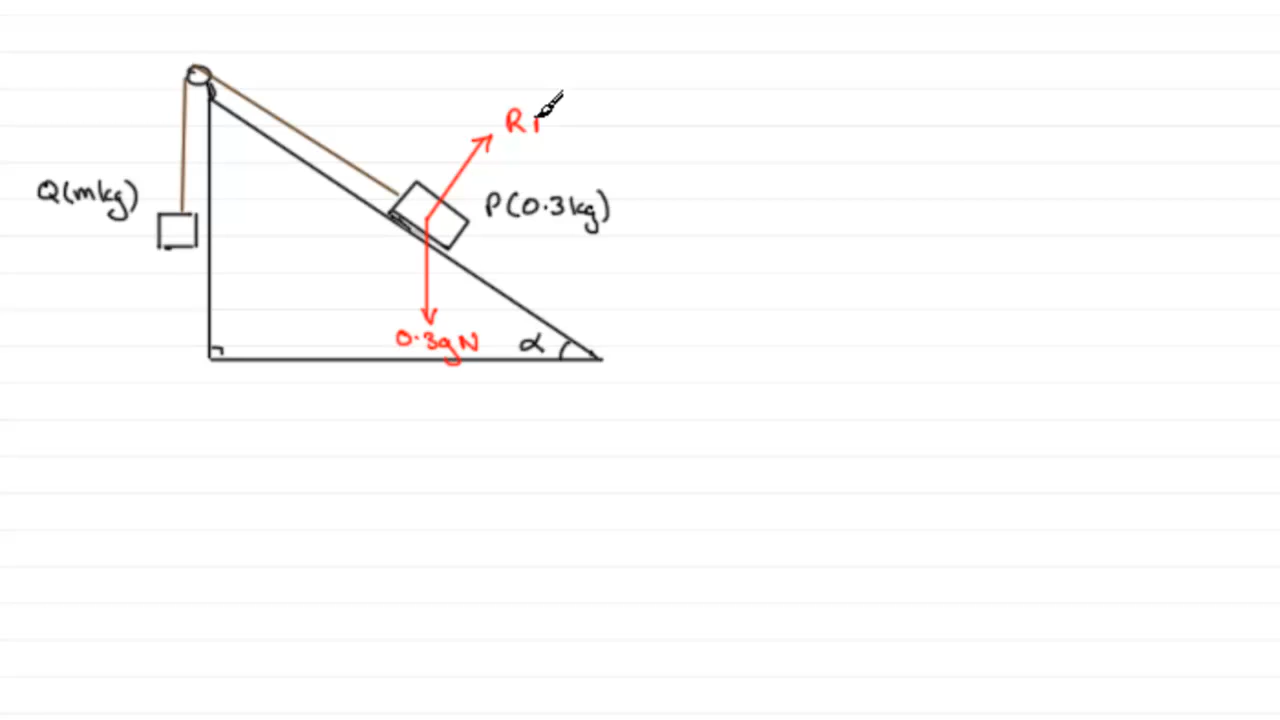 R
Q(mkg)
P(0.3kg)
0.3gN
α